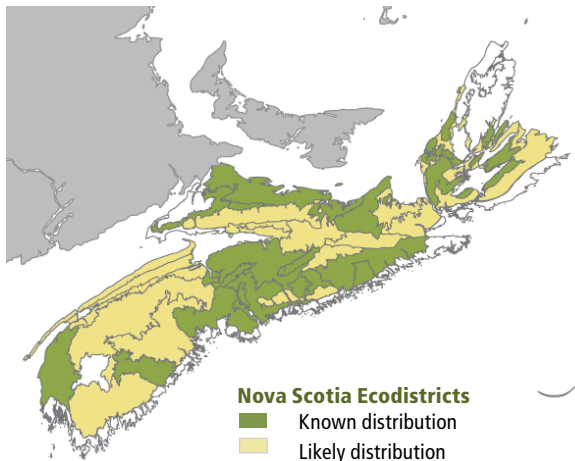 Nova Scotia Ecodistricts
Known distribution
Likely distribution